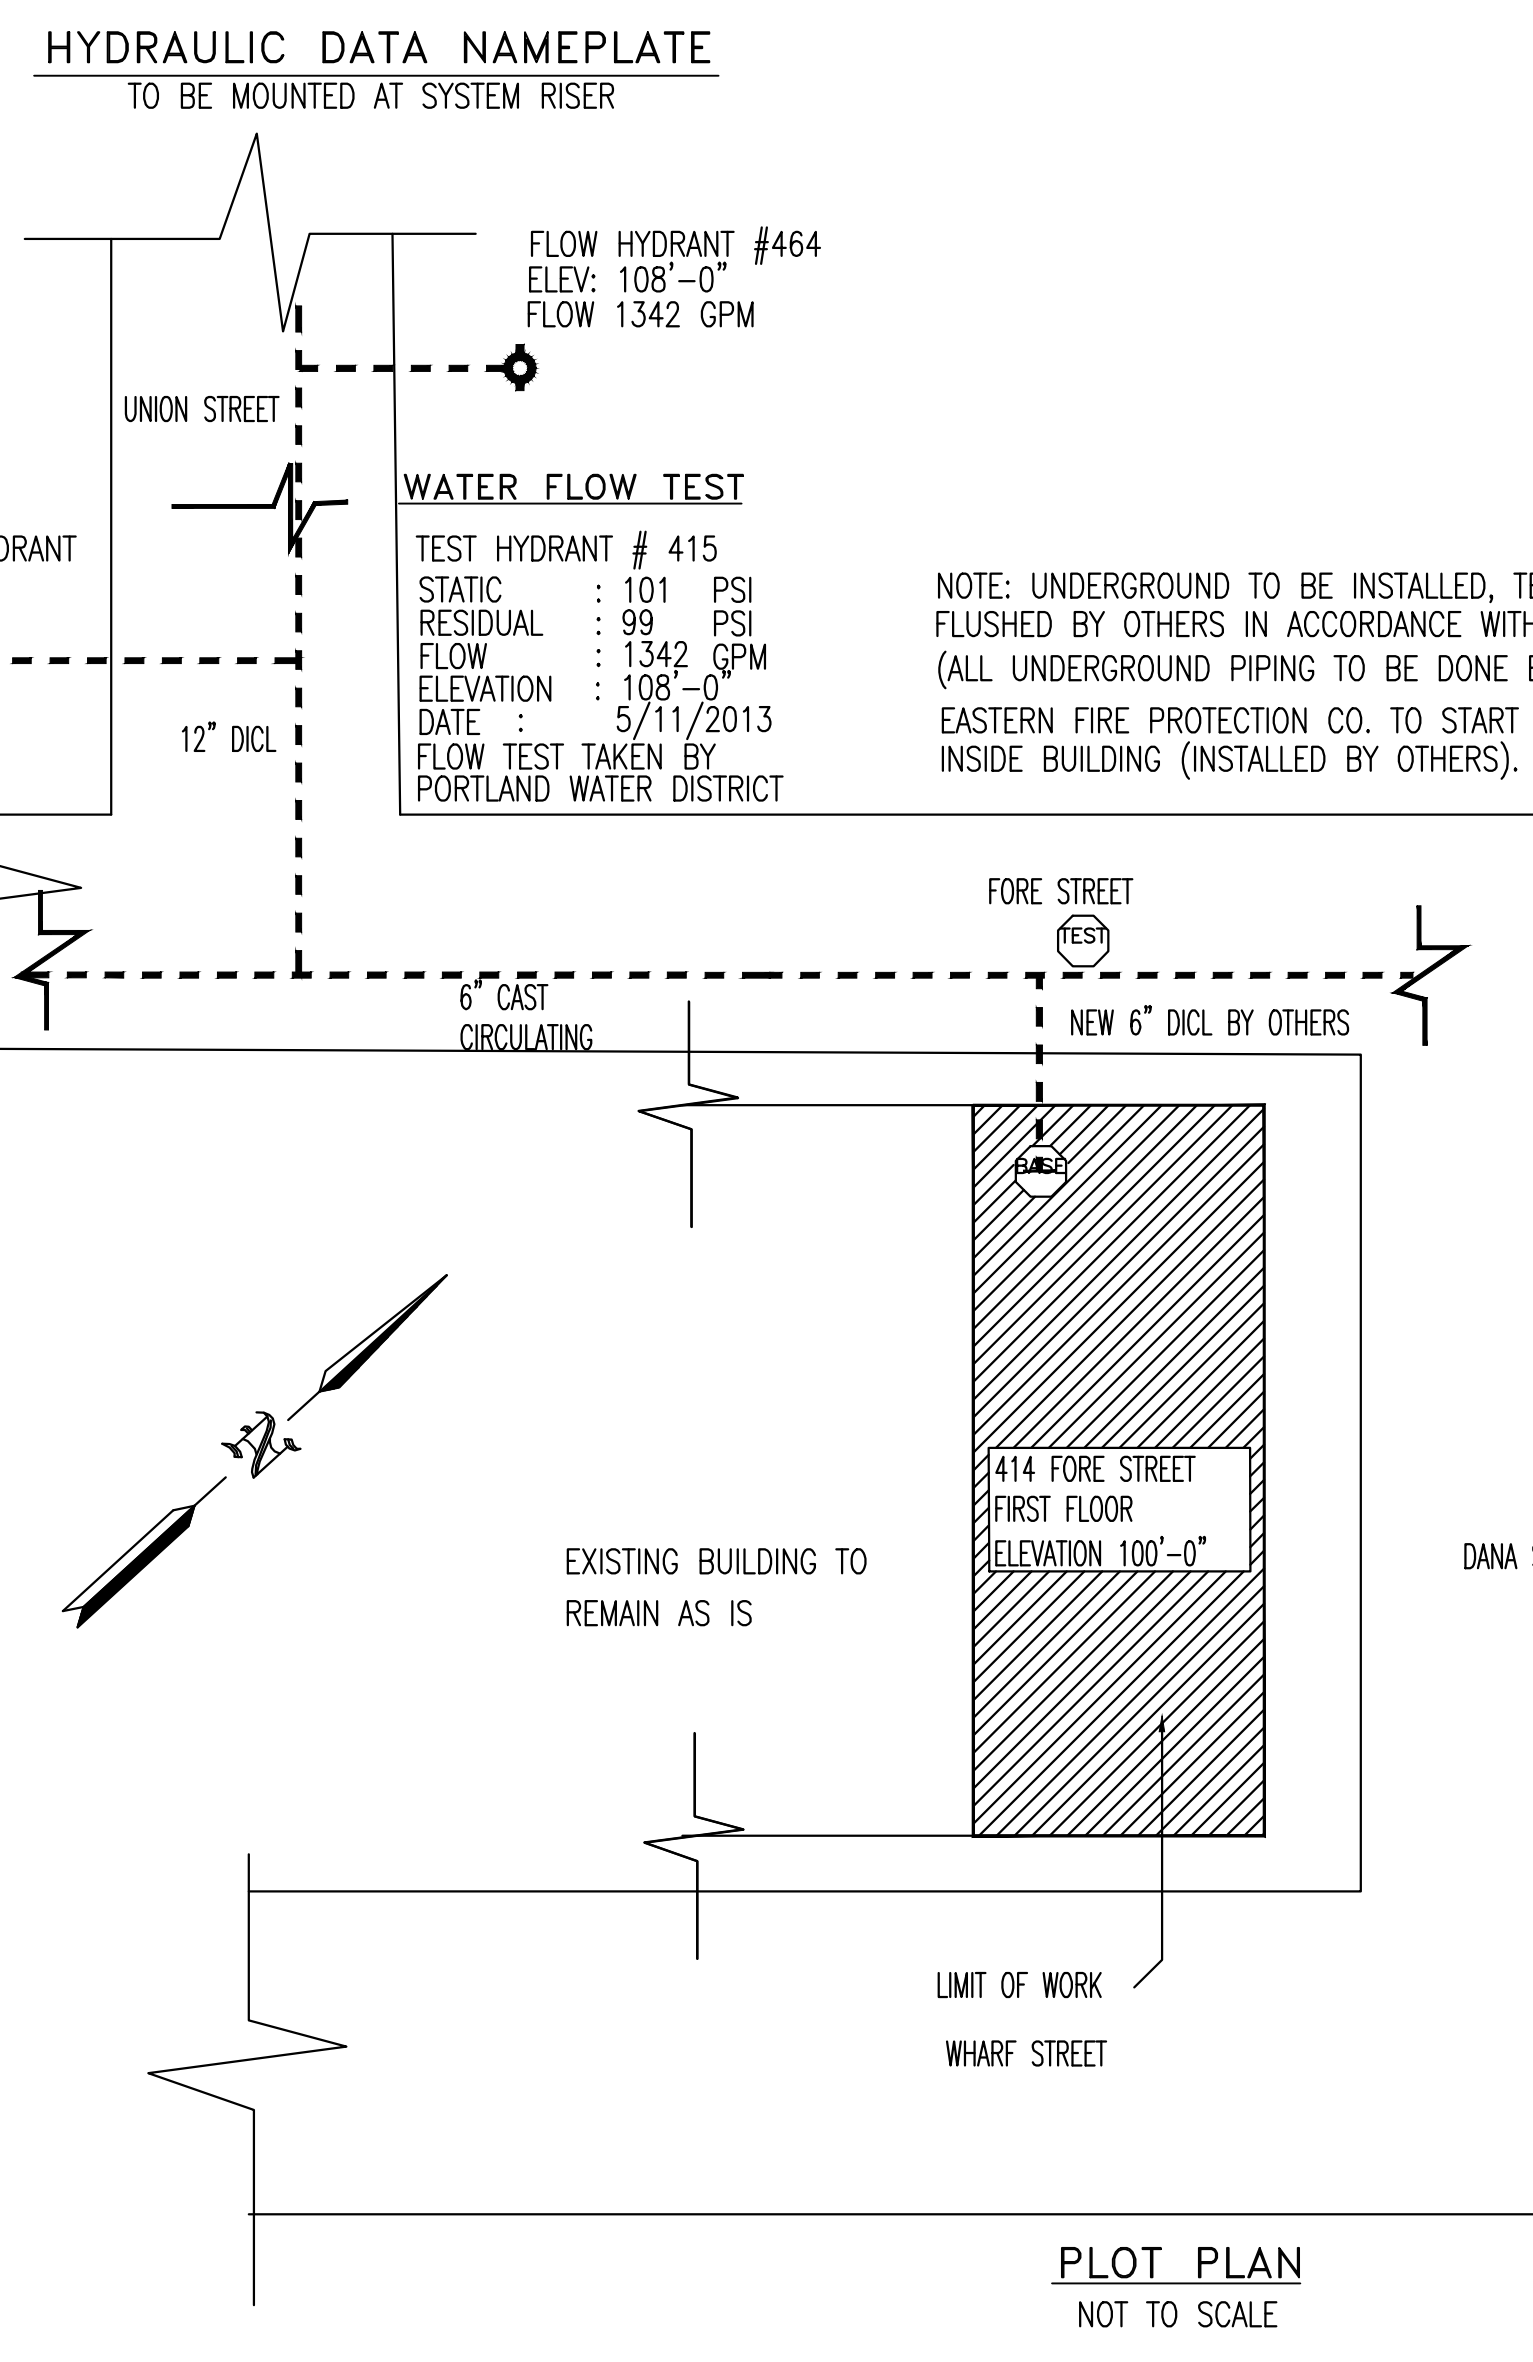 HYDRAULIC DATA NAMEPLATE
TO BE MOUNTED AT SYSTEM RISER
FLOW HYDRANT #464
ELEV: 108'-0"
FLOW 1342 GPM
UNION STREET
WATER FLOW TEST
TEST HYDRANT # 415
STATIC : 101 PSI
RESIDUAL : 99 PSI
FLOW : 1342 GPM
ELEVATION : 108'-0"
DATE : 5/11/2013
FLOW TEST TAKEN BY
PORTLAND WATER DISTRICT
12" DICL
NOTE: UNDERGROUND TO BE INSTALLED,
FLUSHED BY OTHERS IN ACCORDANCE WITH
(ALL UNDERGROUND PIPING TO BE DONE
EASTERN FIRE PROTECTION CO. TO START
INSIDE BUILDING (INSTALLED BY OTHERS).
FORE STREET
TEST
6" CAST
CIRCULATING
NEW 6" DICL BY OTHERS
BASE
N
414 FORE STREET
FIRST FLOOR
ELEVATION 100'-0"
EXISTING BUILDING TO
REMAIN AS IS
DANA
LIMIT OF WORK
WHARF STREET
PLOT PLAN
NOT TO SCALE